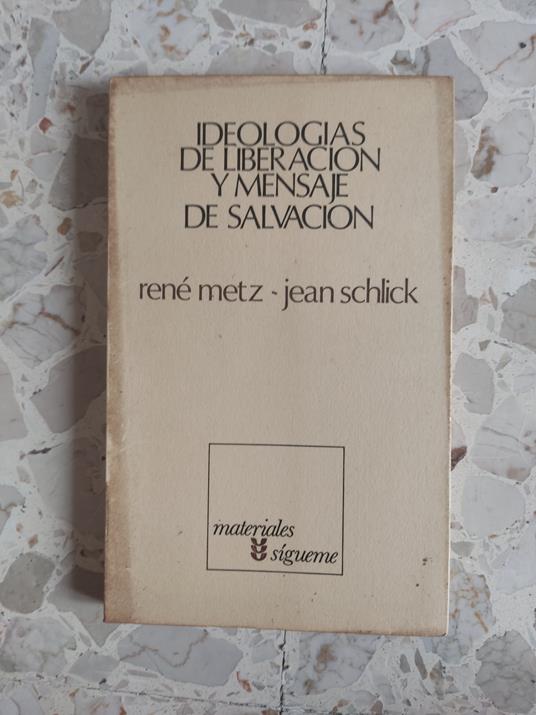 IDEOLOGIAS
DE LIBERACION
Y MENSAJE
DE SALVACION
rené metz - jean schlick
materiales
sígueme